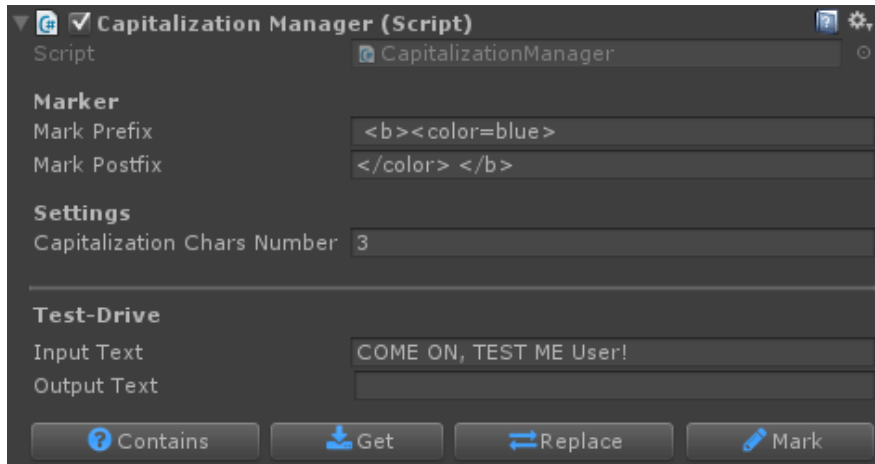 Capitalization Manager (Script)
Script CapitalizationManager
Marker
Mark Prefix <b><color=blue>
Mark Postfix </color> </b>
Settings
Capitalization Chars Number 3
Test-Drive
Input Text COME ON, TEST ME User!
Output Text
Contains Get Replace Mark